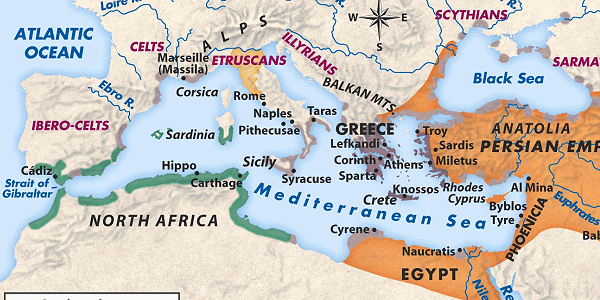 Loire R.
SCYTHIANS
ATLANTIC
OCEAN
CELTS
ALPS
W
E
S
Marseille
(Massila)
ETRUSCANS
ILLYRIANS
SARMA
Black Sea
Corsica
BALKAN MTS.
Ebro R.
Rome
Naples
Taras
Pithecusae
IBERO-CELTS
Sardinia
GREECE
Troy
ANATOLIA
Lefkandi
Sardis
PERSIAN EMP
Corinth
Athens
Miletus
Cádiz
Hippo
Sicily
Sparta
Strait of
Gibraltar
Carthage
Syracuse
Knossos
Rhodes
Al Mina
Crete
Cyprus
Mediterranean Sea
Byblos
Euphrates
NORTH AFRICA
Tyre
PHOENICIA
Cyrene
Bab
Naucratis
EGYPT
Nile
Re